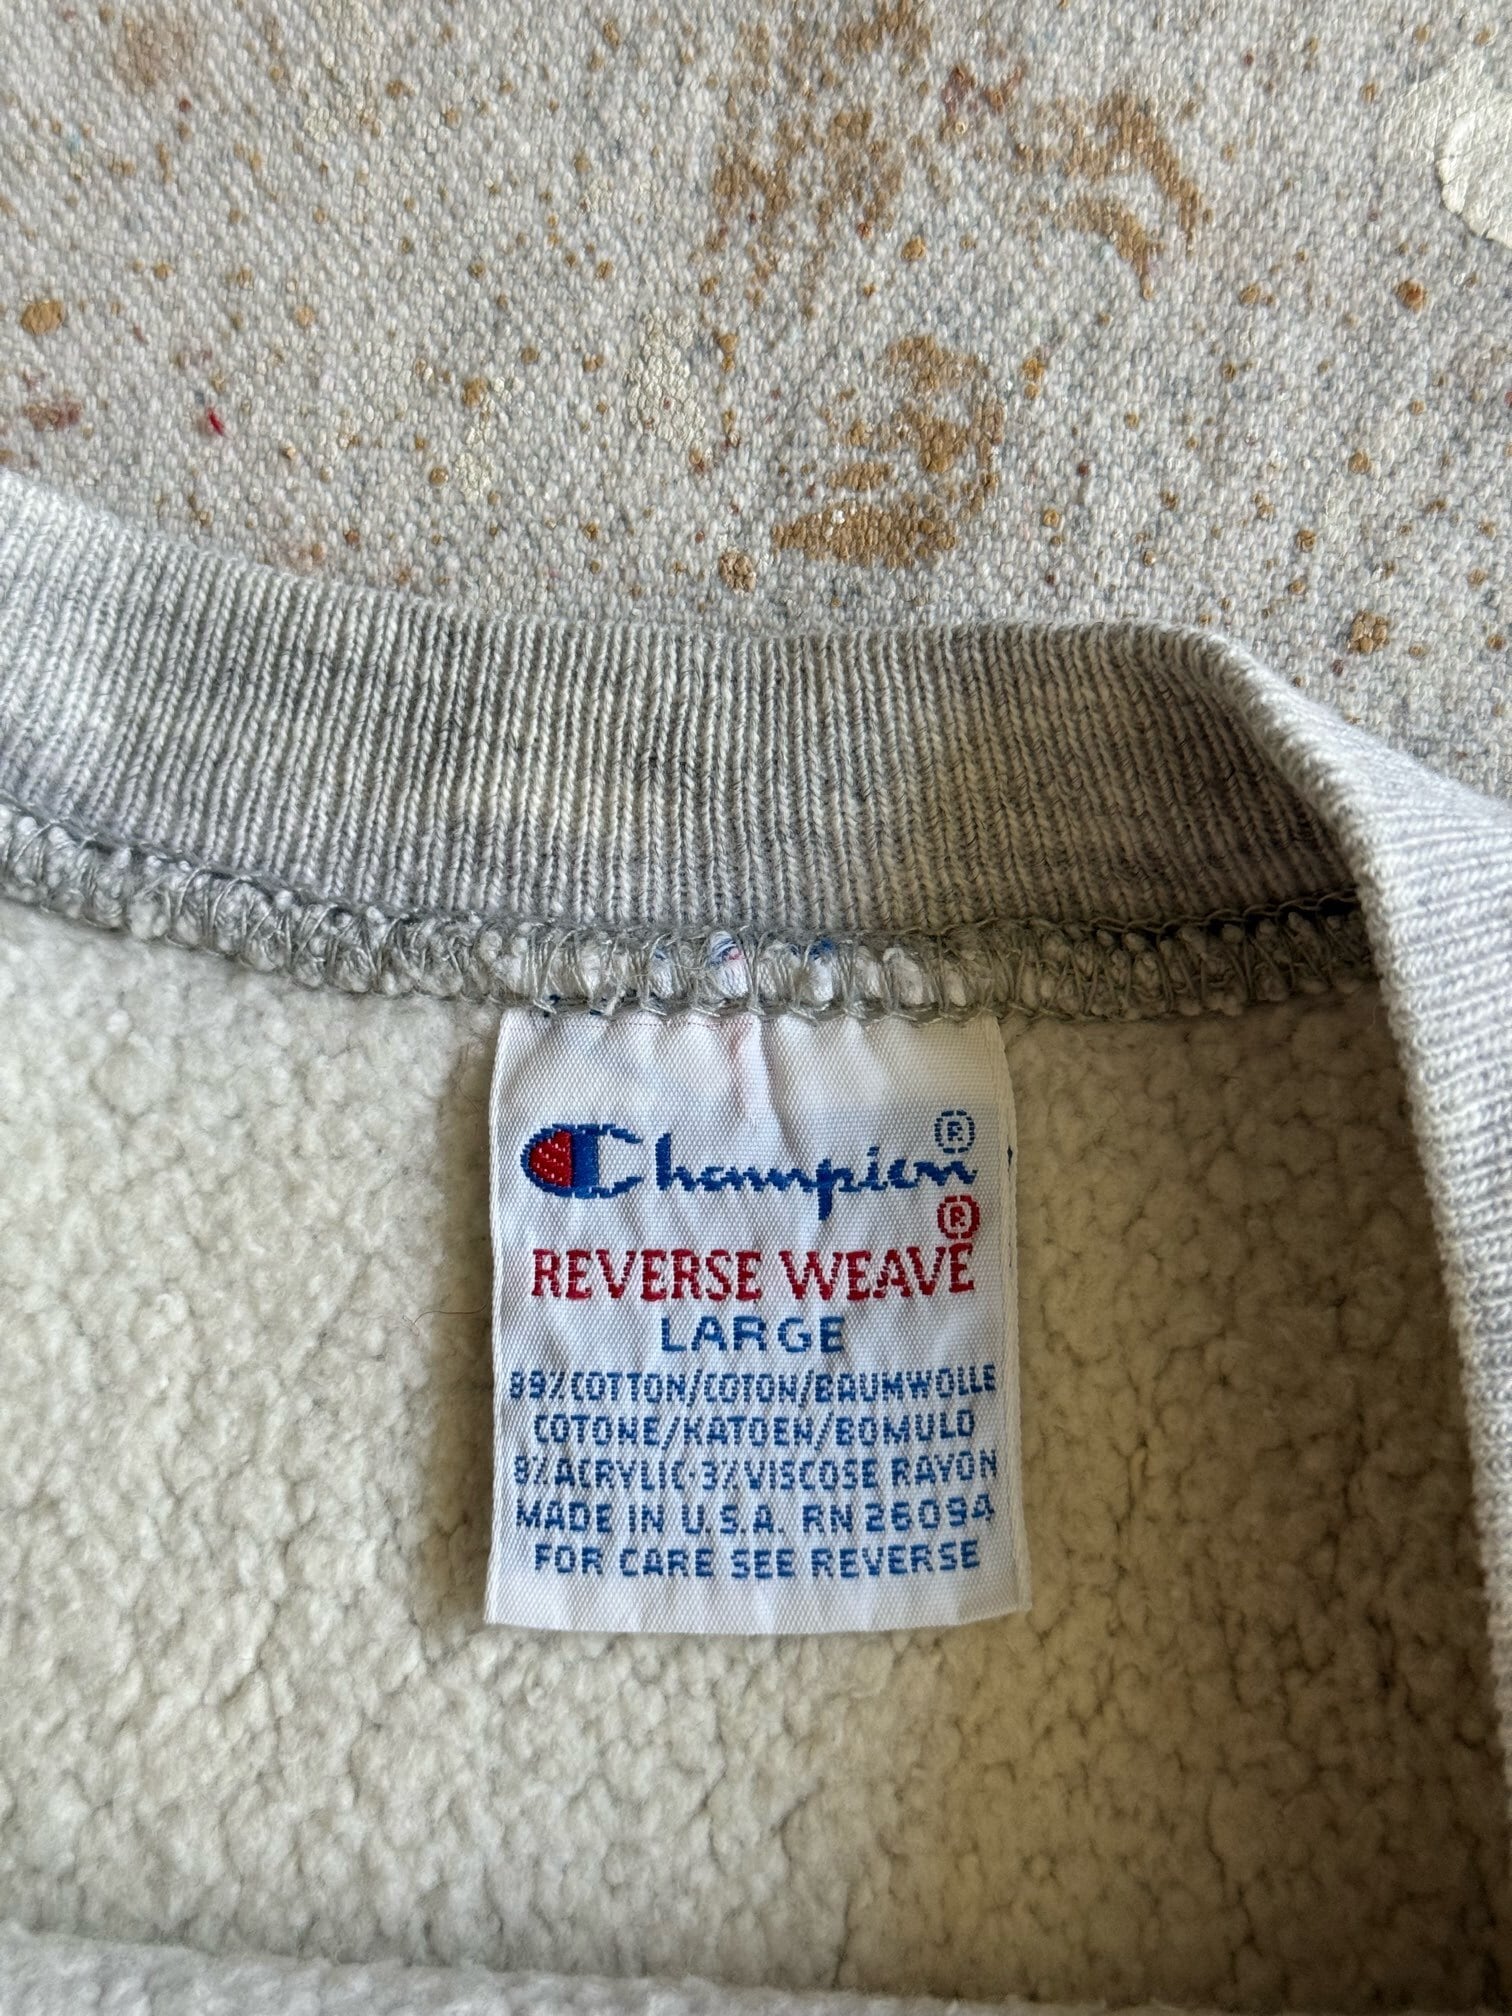 Champion®
REVERSE WEAVE®
LARGE
89%COTTON/COTON/BAUMWOLLE
COTONE/KATOEN/BOMULD
8%ACRYLIC·3%VISCOSE RAYON
MADE IN U.S.A. RN 26094
FOR CARE SEE REVERSE